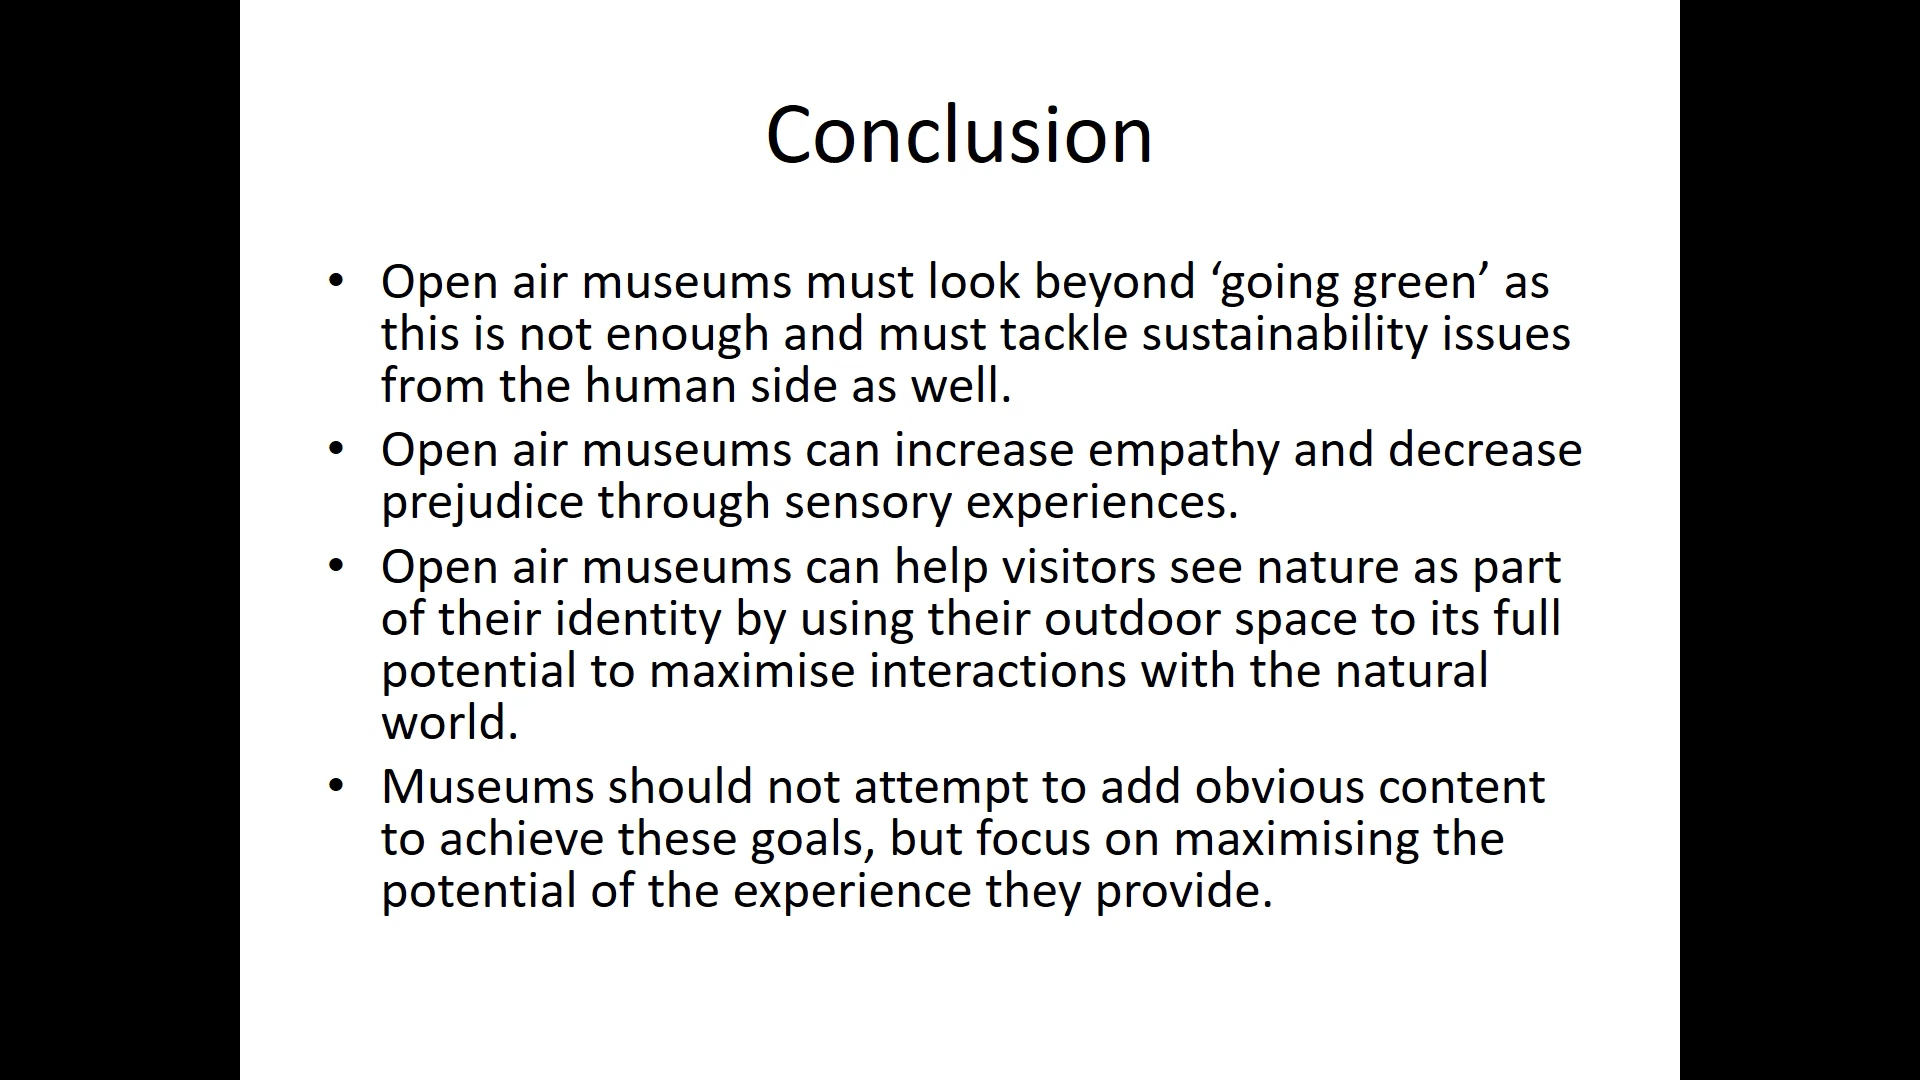 Conclusion
• Open air museums must look beyond ‘going green’ as
this is not enough and must tackle sustainability issues
from the human side as well.
• Open air museums can increase empathy and decrease
prejudice through sensory experiences.
• Open air museums can help visitors see nature as part
of their identity by using their outdoor space to its full
potential to maximise interactions with the natural
world.
• Museums should not attempt to add obvious content
to achieve these goals, but focus on maximising the
potential of the experience they provide.